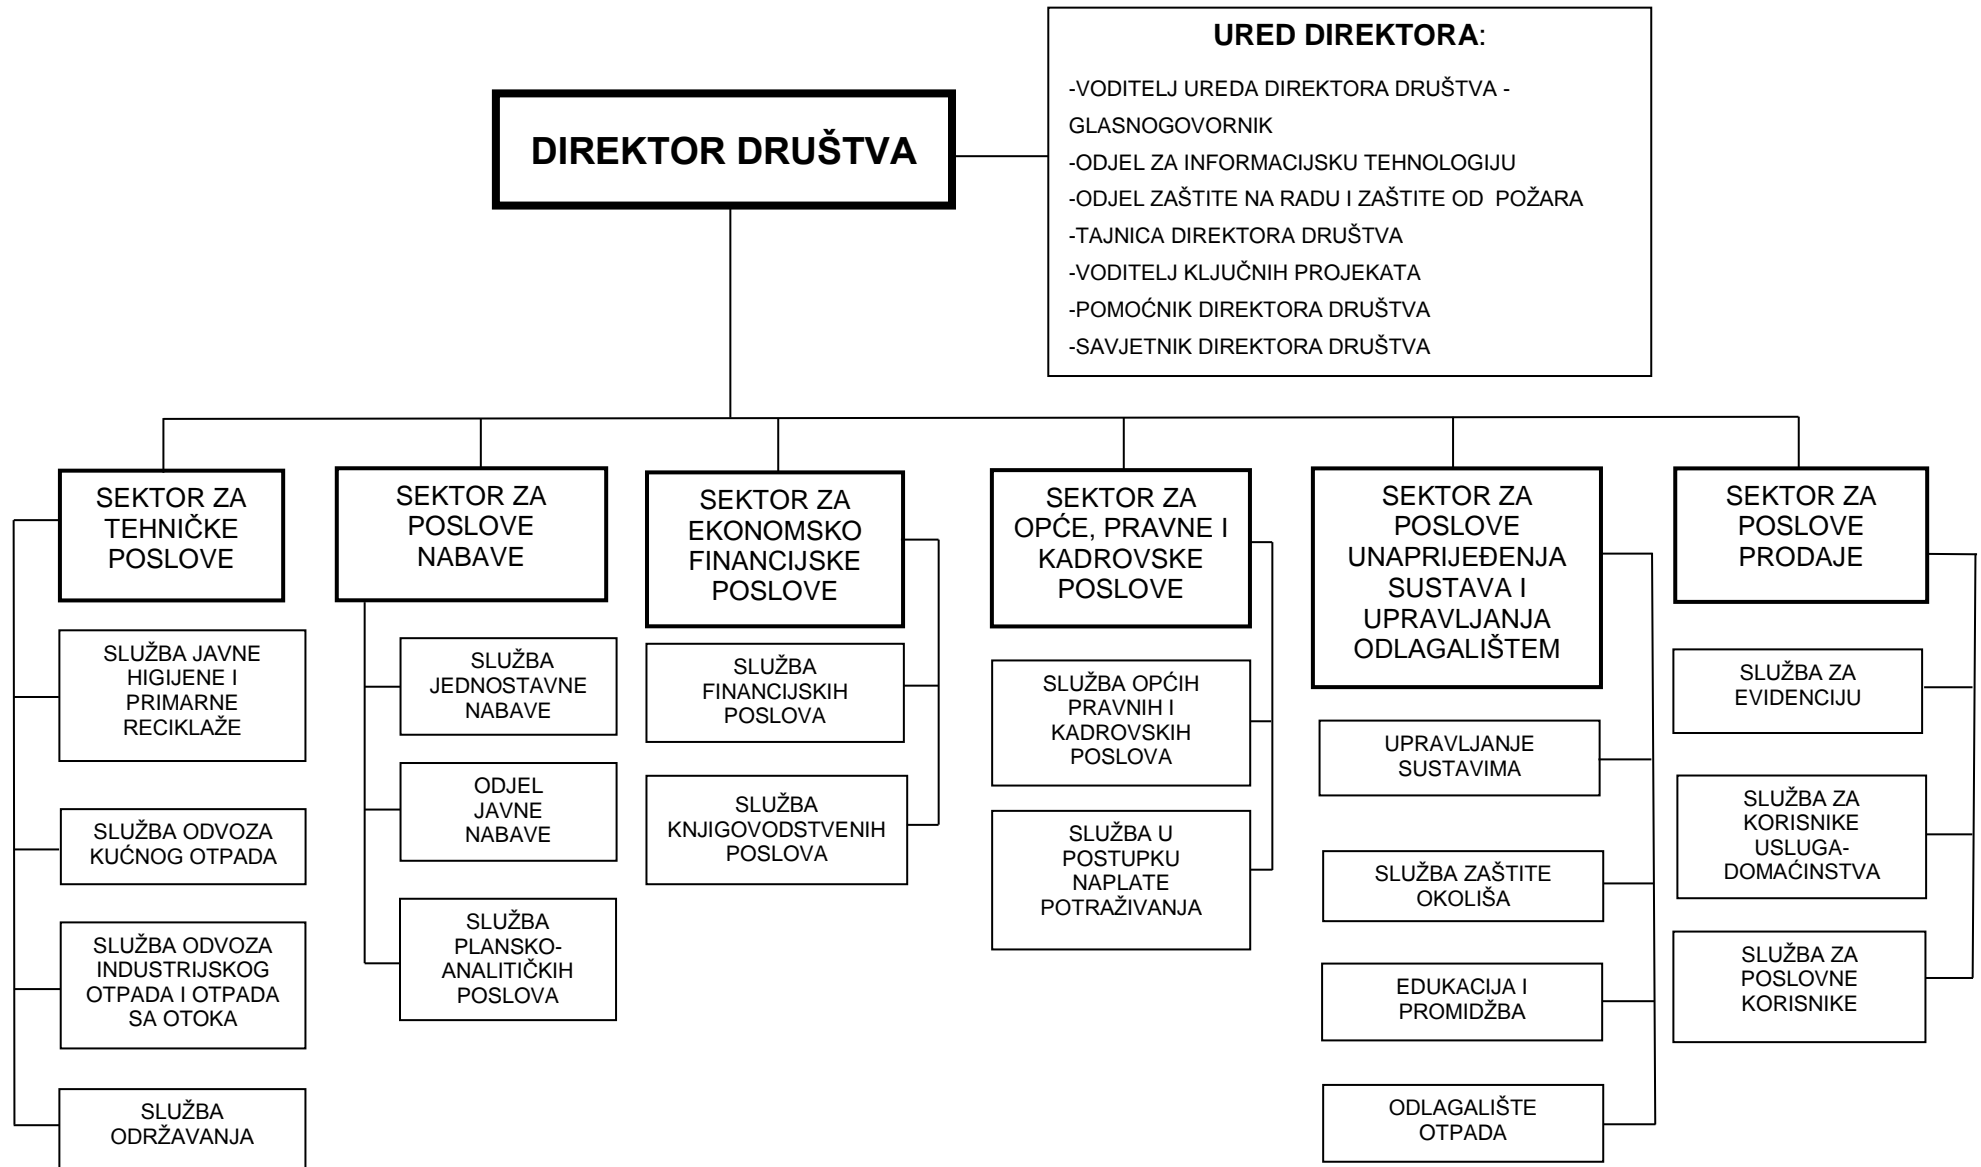 URED DIREKTORA:
-VODITELJ UREDA DIREKTORA DRUŠTVA -
GLASNOGOVORNIK
-ODJEL ZA INFORMACIJSKU TEHNOLOGIJU
-ODJEL ZAŠTITE NA RADU I ZAŠTITE OD  POŽARA
-TAJNICA DIREKTORA DRUŠTVA
-VODITELJ KLJUČNIH PROJEKATA
-POMOĆNIK DIREKTORA DRUŠTVA
-SAVJETNIK DIREKTORA DRUŠTVA
DIREKTOR DRUŠTVA
SEKTOR ZA
TEHNIČKE
POSLOVE
SLUŽBA JAVNE
HIGIJENE I
PRIMARNE
RECIKLAŽE
SLUŽBA ODVOZA
KUĆNOG OTPADA
SLUŽBA ODVOZA
INDUSTRIJSKOG
OTPADA I OTPADA
SA OTOKA
SLUŽBA
ODRŽAVANJA
SEKTOR ZA
POSLOVE
NABAVE
SLUŽBA
JEDNOSTAVNE
NABAVE
ODJEL
JAVNE
NABAVE
SLUŽBA
PLANSKO-
ANALITIČKIH
POSLOVA
SEKTOR ZA
EKONOMSKO
FINANCIJSKE
POSLOVE
SLUŽBA
FINANCIJSKIH
POSLOVA
SLUŽBA
KNJIGOVODSTVENIH
POSLOVA
SEKTOR ZA
OPĆE, PRAVNE I
KADROVSKE
POSLOVE
SLUŽBA OPĆIH
PRAVNIH I
KADROVSKIH
POSLOVA
SLUŽBA U
POSTUPKU
NAPLATE
POTRAŽIVANJA
SEKTOR ZA
POSLOVE
UNAPRIJEĐENJA
SUSTAVA I
UPRAVLJANJA
ODLAGALIŠTEM
UPRAVLJANJE
SUSTAVIMA
SLUŽBA ZAŠTITE
OKOLIŠA
EDUKACIJA I
PROMIDŽBA
ODLAGALIŠTE
OTPADA
SEKTOR ZA
POSLOVE
PRODAJE
SLUŽBA ZA
EVIDENCIJU
SLUŽBA ZA
KORISNIKE
USLUGA-
DOMAĆINSTVA
SLUŽBA ZA
POSLOVNE
KORISNIKE